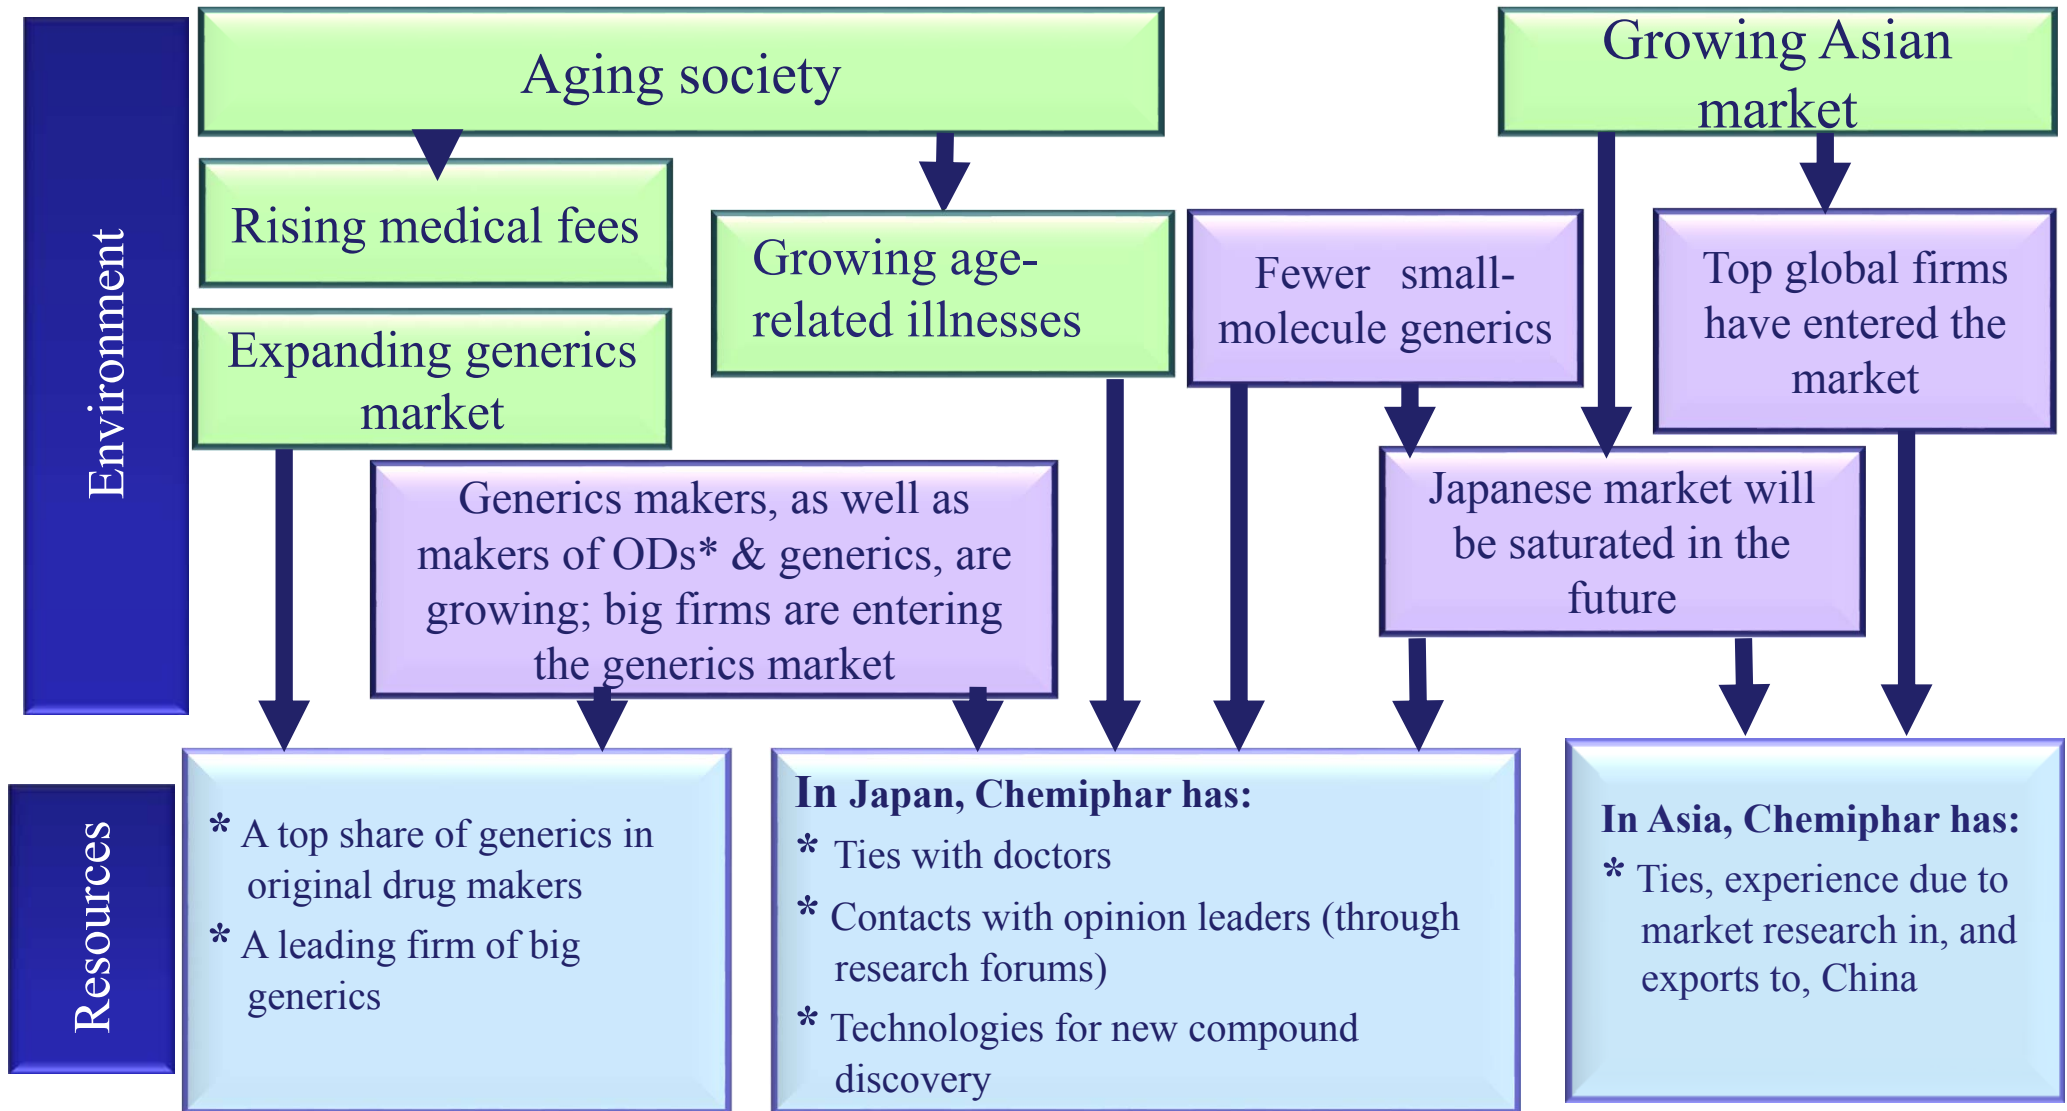 Environment
Aging society
Growing Asian
market
Rising medical fees
Growing age-
related illnesses
Fewer small-
molecule generics
Top global firms
have entered the
market
Expanding generics
market
Generics makers, as well as
makers of ODs* & generics, are
growing; big firms are entering
the generics market
Japanese market will
be saturated in the
future
Resources
* A top share of generics in
original drug makers
* A leading firm of big
generics
In Japan, Chemiphar has:
* Ties with doctors
* Contacts with opinion leaders (through
research forums)
* Technologies for new compound
discovery
In Asia, Chemiphar has:
* Ties, experience due to
market research in, and
exports to, China